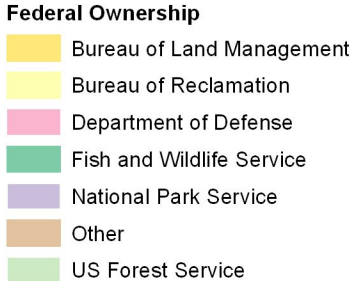 Federal Ownership
Bureau of Land Management
Bureau of Reclamation
Department of Defense
Fish and Wildlife Service
National Park Service
Other
US Forest Service